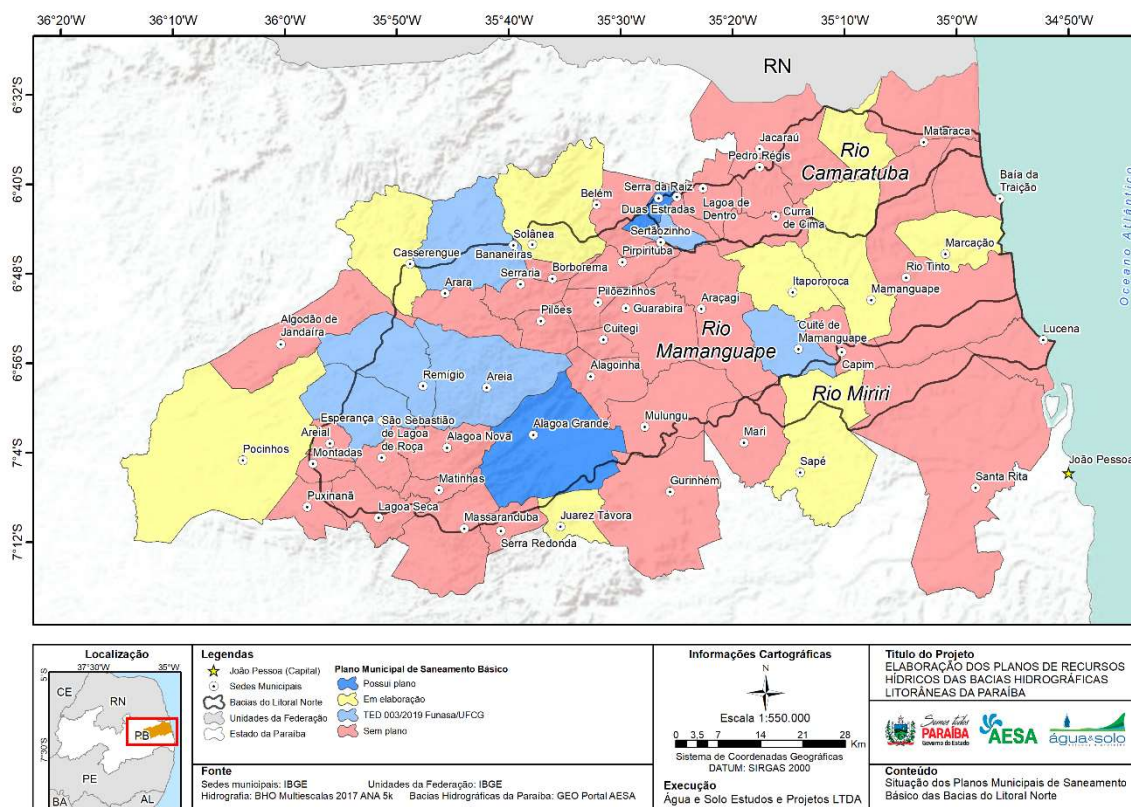 36°20'W 36°10'W 36°0'W 35°50'W 35°40'W 35°30'W 35°20'W 35°10'W 35°0'W 34°50'W
6°32'S
6°40'S
6°48'S
6°56'S
7°4'S
7°12'S
RN
Jacaraú
Mataraca
Pedro Régis
Rio
Camaratuba
Baía da
Traição
Belém
Serra da Raiz
Duas Estradas
Lagoa de
Dentro
Curral
de Cima
Oceano Atlântico
Sertãozinho
Solânea
Bananeiras
Casserengue
Pirpirituba
Marcação
Serraria
Borborema
Rio Tinto
Arara
Itapororoca
Mamanguape
Pilõezinhos
Araçagi
Guarabira
Pilões
Algodão de
Jandaíra
Cuitegi
Rio
Mamanguape
Cuité de
Mamanguape
Lucena
Capim
Alagoinha
Remígio
Areia
Rio Miriri
Esperança
São Sebastião
de Lagoa
de Roça
Areial
Alagoa Nova
Alagoa Grande
Mulungu
Mari
Pocinhos
Montadas
Sapé
João Pessoa
Matinhas
Gurinhém
Santa Rita
Puxinanã
Lagoa Seca
Massaranduba
Juarez Távora
Serra Redonda
Localização
37°30'W 35°W
5°S
7°30'S
CE
RN
PB
PE
BA
AL
Legendas
João Pessoa (Capital)
Sedes Municipais
Bacias do Litoral Norte
Unidades da Federação
Estado da Paraíba
Plano Municipal de Saneamento Básico
Possui plano
Em elaboração
TED 003/2019 Funasa/UFCG
Sem plano
Fonte
Sedes municipais: IBGE Unidades da Federação: IBGE
Hidrografia: BHO Multiescalas 2017 ANA 5k Bacias Hidrográficas da Paraíba: GEO Portal AESA
Informações Cartográficas
N
Escala 1:550.000
0 3,5 7 14 21 28
Km
Sistema de Coordenadas Geográficas
DATUM: SIRGAS 2000
Execução
Água e Solo Estudos e Projetos LTDA
Titulo do Projeto
ELABORAÇÃO DOS PLANOS DE RECURSOS
HÍDRICOS DAS BACIAS HIDROGRÁFICAS
LITORÂNEAS DA PARAÍBA
Somos todos
PARAÍBA
Governo do Estado
AESA
água&solo
Conteúdo
Situação dos Planos Municipais de Saneamento
Básico das Bacias do Litoral Norte